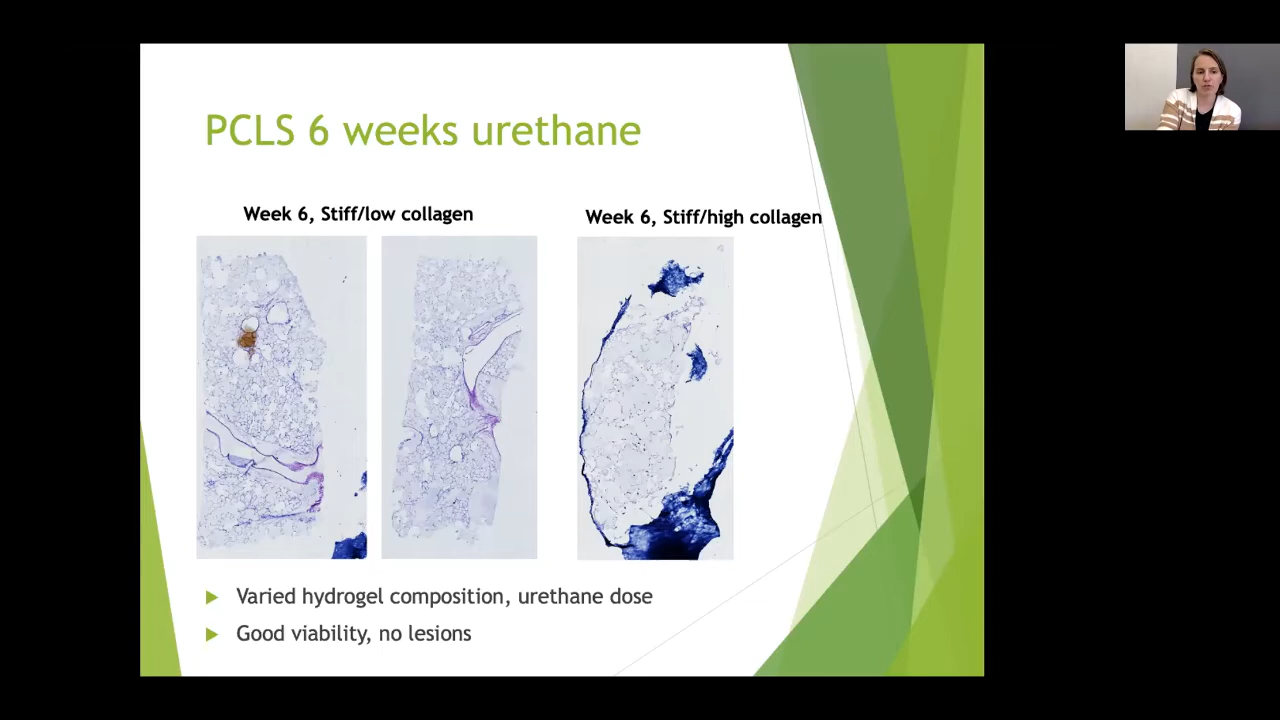 PCLS 6 weeks urethane
Week 6, Stiff/low collagen
Week 6, Stiff/high collagen
Varied hydrogel composition, urethane dose
Good viability, no lesions